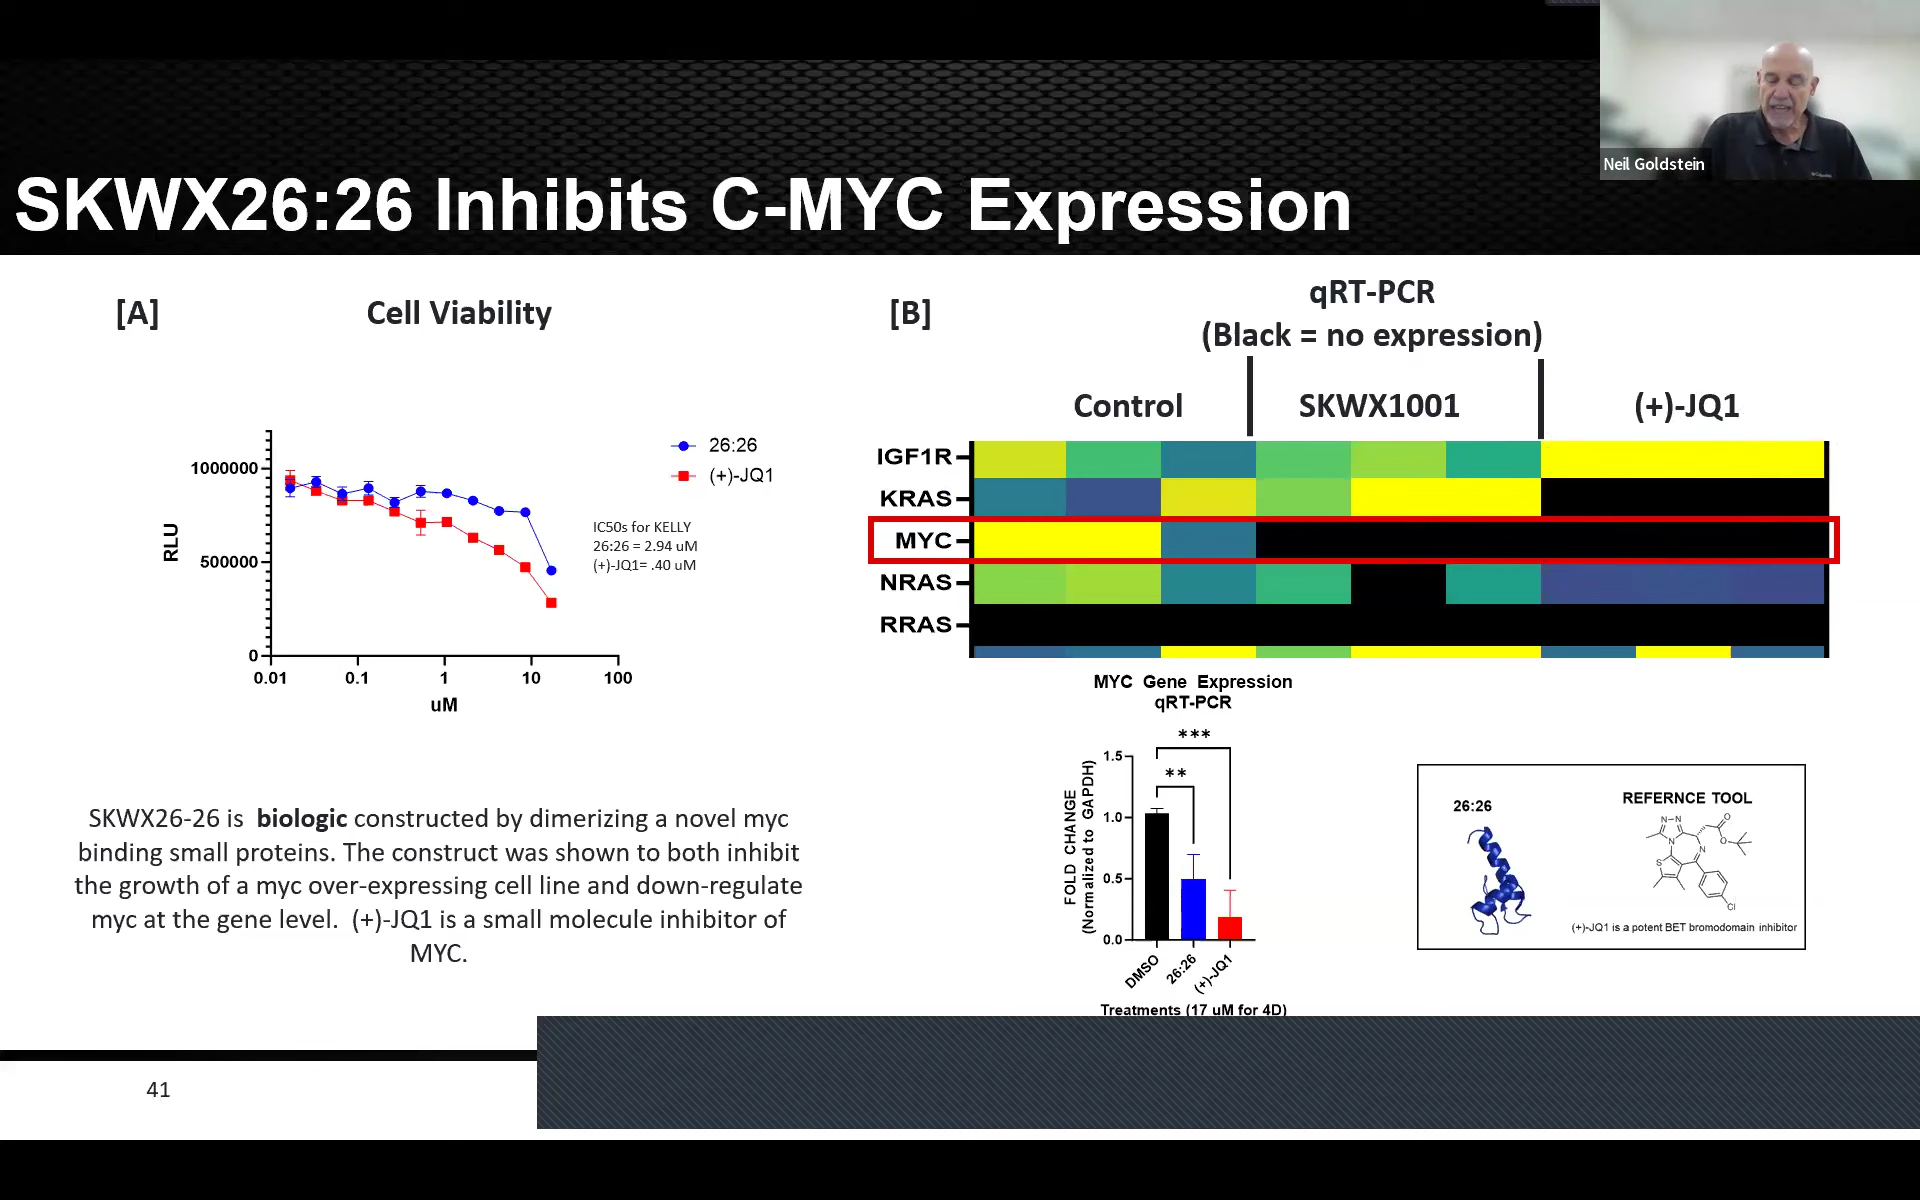 Neil Goldstein
SKWX26:26 Inhibits C-MYC Expression
[A]
Cell Viability
1000000
500000
0
RLU
0.01 0.1 1 10 100
uM
26:26
(+)-JQ1
IC50s for KELLY
26:26 = 2.94 uM
(+)-JQ1= .40 uM
SKWX26-26 is biologic constructed by dimerizing a novel myc
binding small proteins. The construct was shown to both inhibit
the growth of a myc over-expressing cell line and down-regulate
myc at the gene level. (+)-JQ1 is a small molecule inhibitor of
MYC.
[B]
qRT-PCR
(Black = no expression)
Control SKWX1001 (+)-JQ1
IGF1R
KRAS
MYC
NRAS
RRAS
MYC Gene Expression
qRT-PCR
***
**
1.5
1.0
0.5
0.0
FOLD CHANGE
(Normalized to GAPDH)
DMSO
26:26
(+)-JQ1
Treatments (17 uM for 4D)
26:26
REFERNCE TOOL
N N
N
N
O
O
S
Cl
(+)-JQ1 is a potent BET bromodomain inhibitor
41